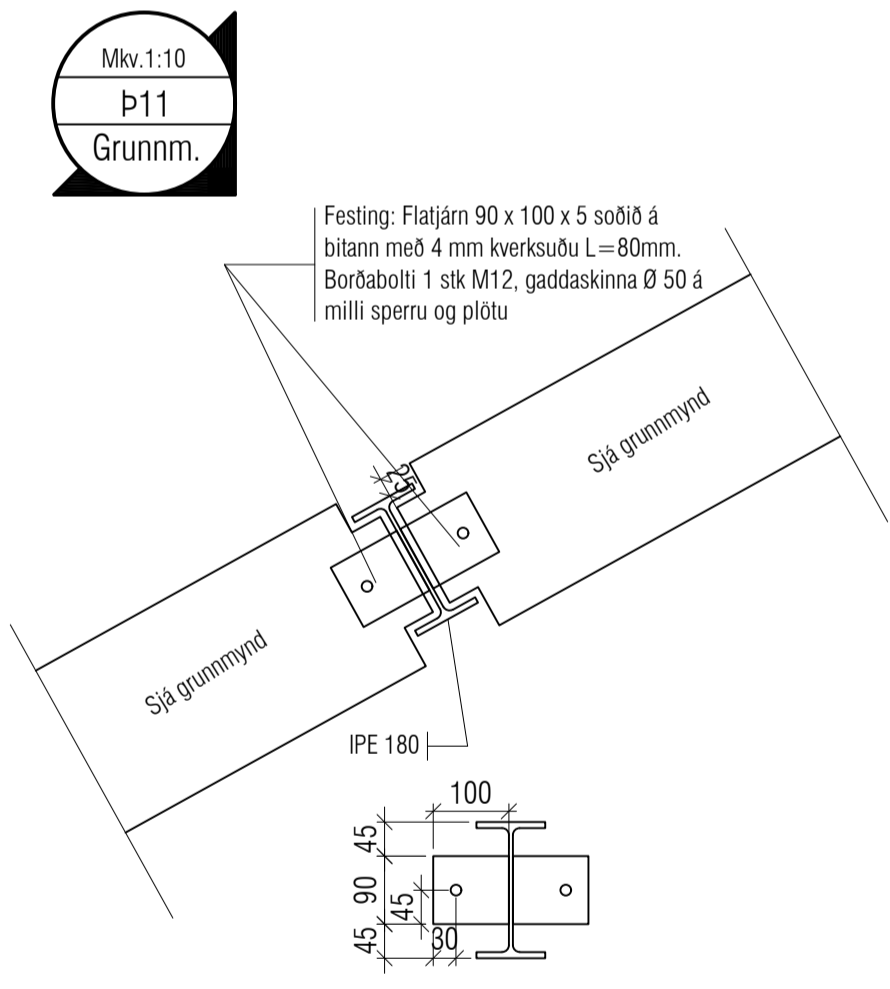 Mkv.1:10
Þ11
Grunnm.
Festing: Flatjárn 90 x 100 x 5 soðið á
bitann með 4 mm kverksuðu L=80mm.
Borðabolti 1 stk M12, gaddaskinna Ø 50 á
milli sperru og plötu
Sjá grunnmynd
25
Sjá grunnmynd
IPE 180
100
45
90
45
45
30